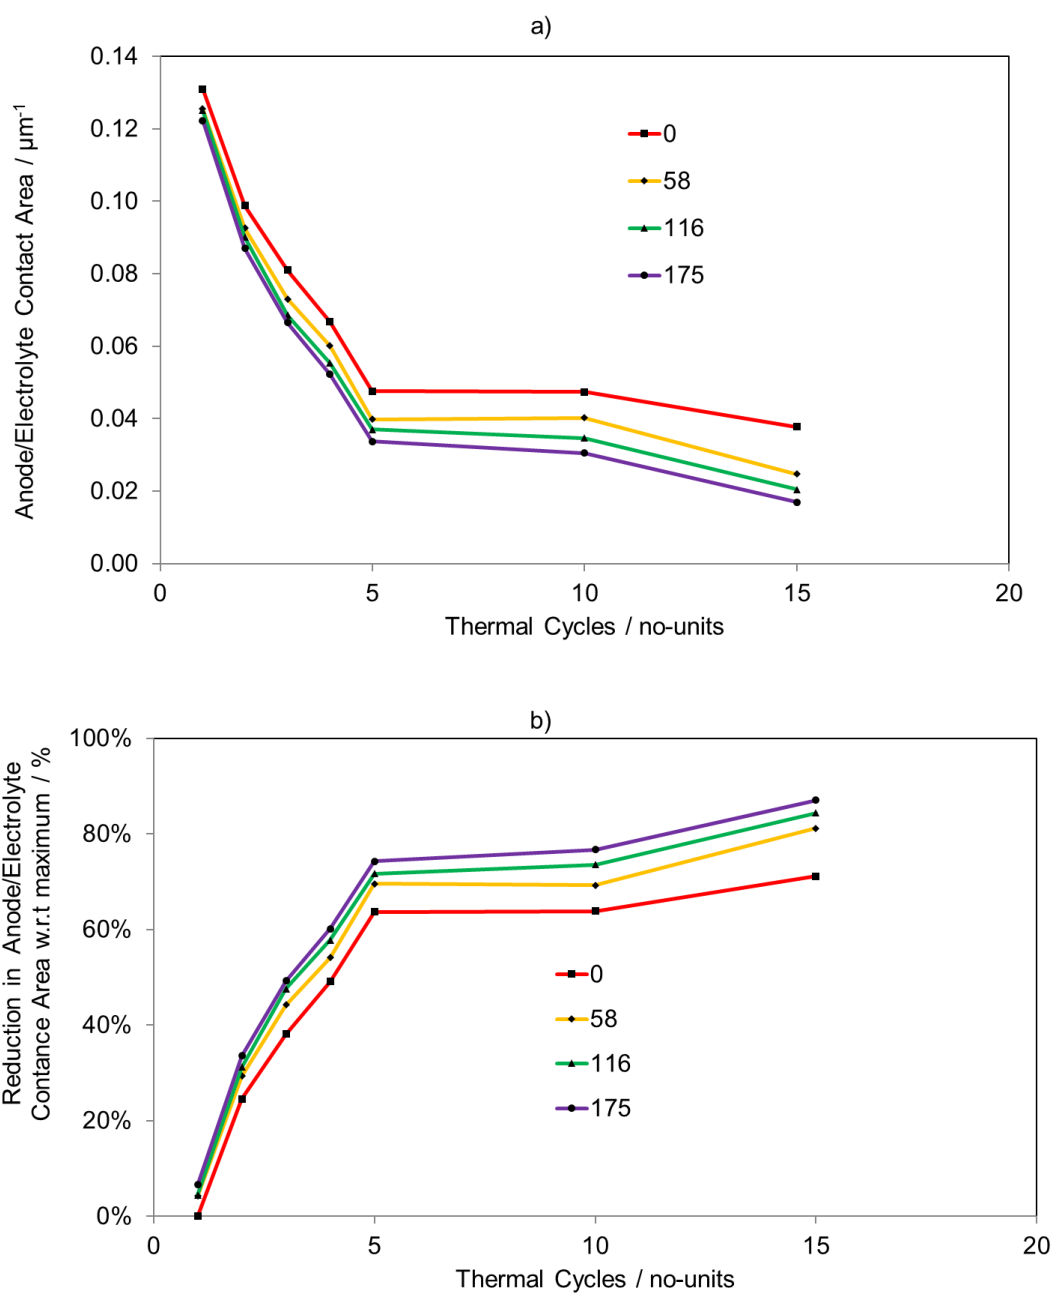 a)
Anode/Electrolyte Contact Area / µm⁻¹
0.14
0.12
0.10
0.08
0.06
0.04
0.02
0.00
0
58
116
175
0 5 10 15 20
Thermal Cycles / no-units
b)
Reduction in Anode/Electrolyte
Contance Area w.r.t maximum / %
100%
80%
60%
40%
20%
0%
0
58
116
175
0 5 10 15 20
Thermal Cycles / no-units